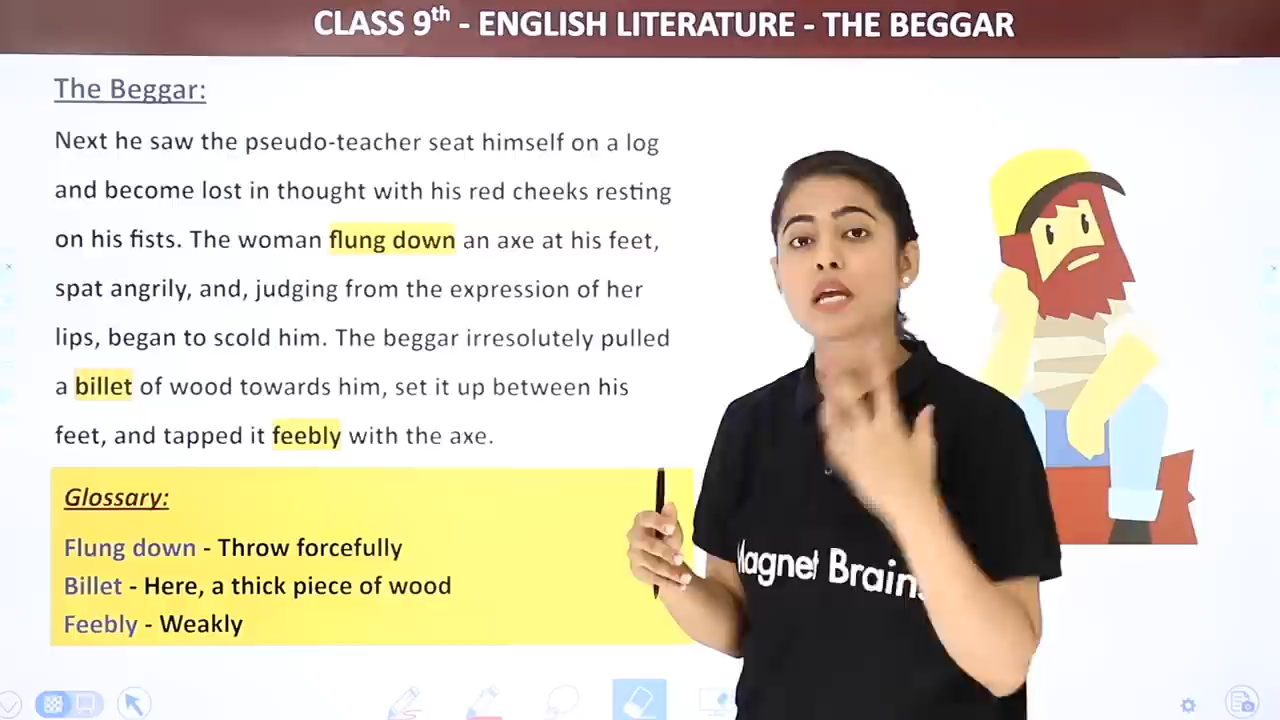 CLASS 9th - ENGLISH LITERATURE - THE BEGGAR
The Beggar:
Next he saw the pseudo-teacher seat himself on a log
and become lost in thought with his red cheeks resting
on his fists. The woman flung down an axe at his feet,
spat angrily, and, judging from the expression of her
lips, began to scold him. The beggar irresolutely pulled
a billet of wood towards him, set it up between his
feet, and tapped it feebly with the axe.
Glossary:
Flung down - Throw forcefully
Billet - Here, a thick piece of wood
Feebly - Weakly
Magnet Brains